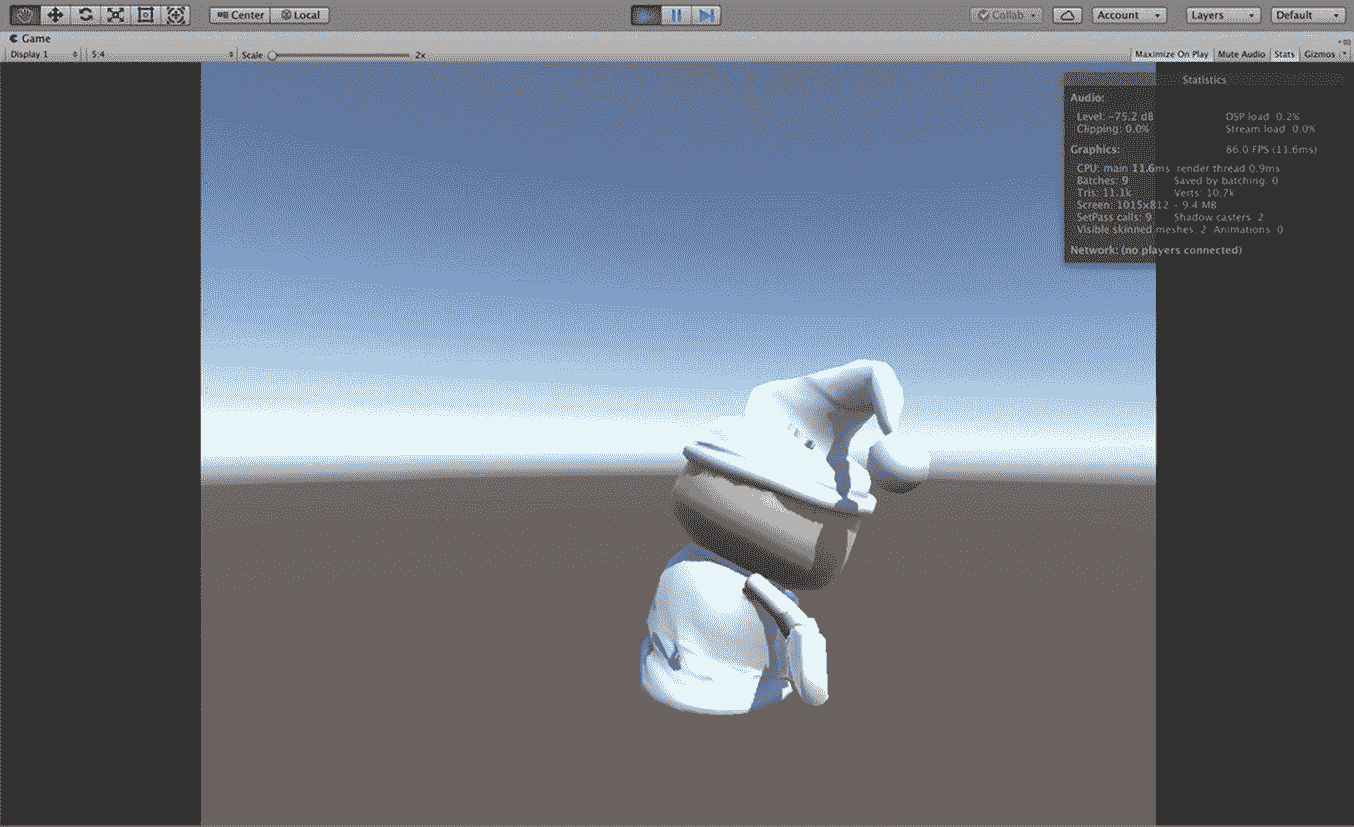 Center Local Collab Account Layers Default
Game
Display 1 5:4 Scale 2x Maximize On Play Mute Audio Stats Gizmos
Statistics
Audio:
Level: -75.2 dB DSP load 0.2%
Clipping: 0.0% Stream load 0.0%
Graphics: 86.0 FPS (11.6ms)
CPU: main 11.6ms render thread 0.9ms
Batches: 9 Saved by batching. 0
Tris: 11.1k Verts: 10.7k
Screen: 1015x812 - 9.4 MB
SetPass calls: 9 Shadow casters 2
Visible skinned meshes. 2 Animations 0
Network: (no players connected)